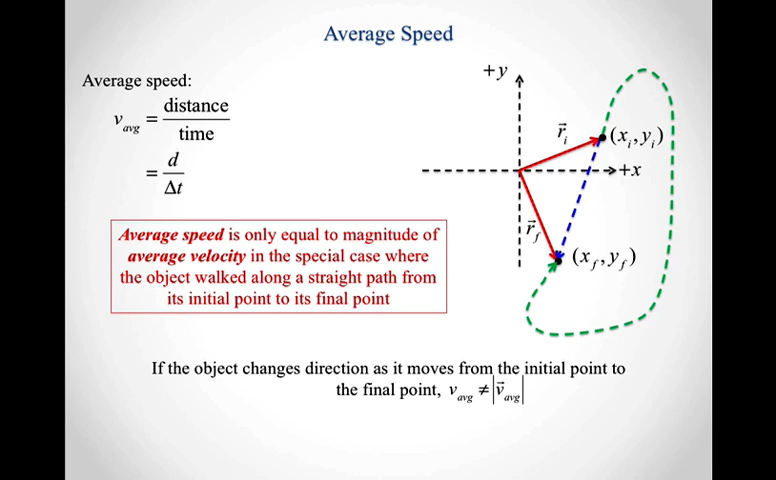 Average Speed
Average speed:
v_avg = distance / time
= d / Δt
Average speed is only equal to magnitude of
average velocity in the special case where
the object walked along a straight path from
its initial point to its final point
+y
r⃗_i
(x_i, y_i)
+x
r⃗_f
(x_f, y_f)
If the object changes direction as it moves from the initial point to
the final point, v_avg ≠ |v⃗_avg|